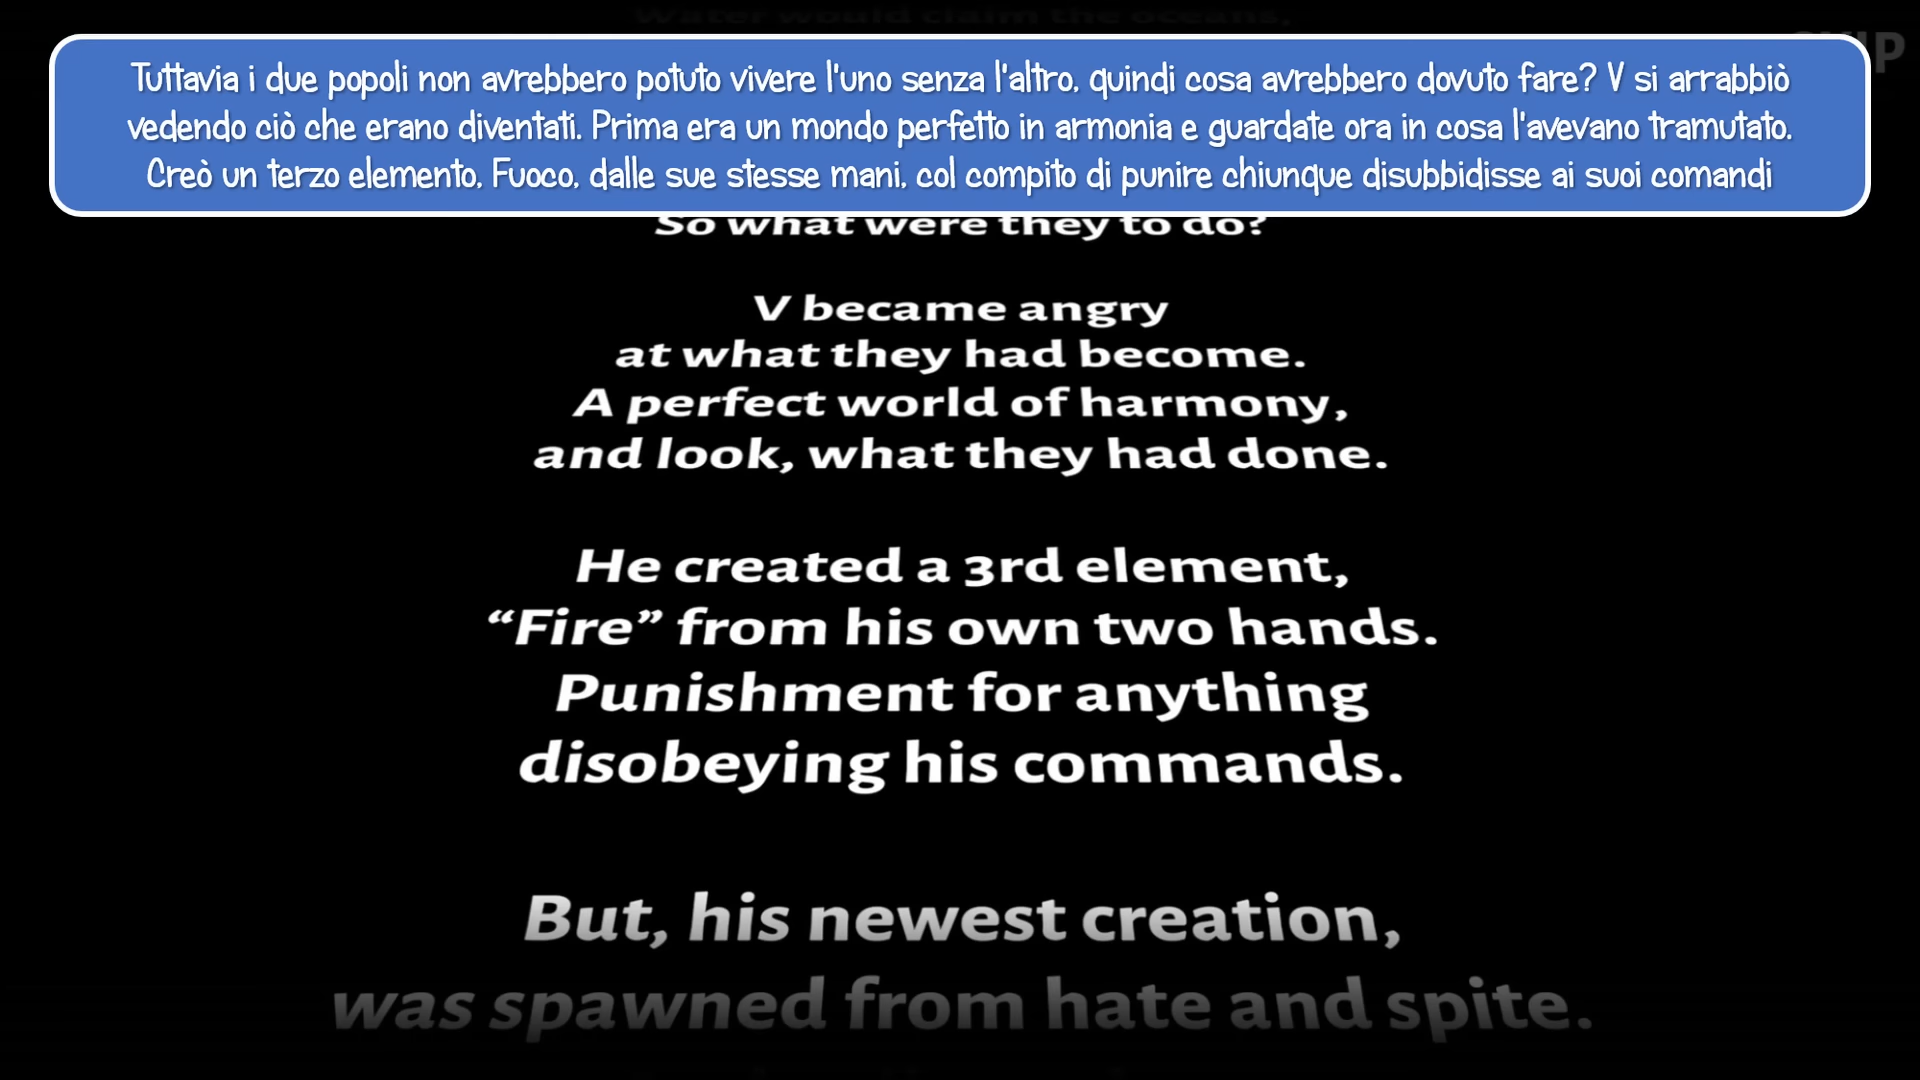 Water would claim the oceans,
Tuttavia i due popoli non avrebbero potuto vivere l'uno senza l'altro, quindi cosa avrebbero dovuto fare? V si arrabbiò
vedendo ciò che erano diventati. Prima era un mondo perfetto in armonia e guardate ora in cosa l'avevano tramutato.
Creò un terzo elemento, Fuoco, dalle sue stesse mani, col compito di punire chiunque disubbidisse ai suoi comandi
So what were they to do?
V became angry
at what they had become.
A perfect world of harmony,
and look, what they had done.
He created a 3rd element,
“Fire” from his own two hands.
Punishment for anything
disobeying his commands.
But, his newest creation,
was spawned from hate and spite.